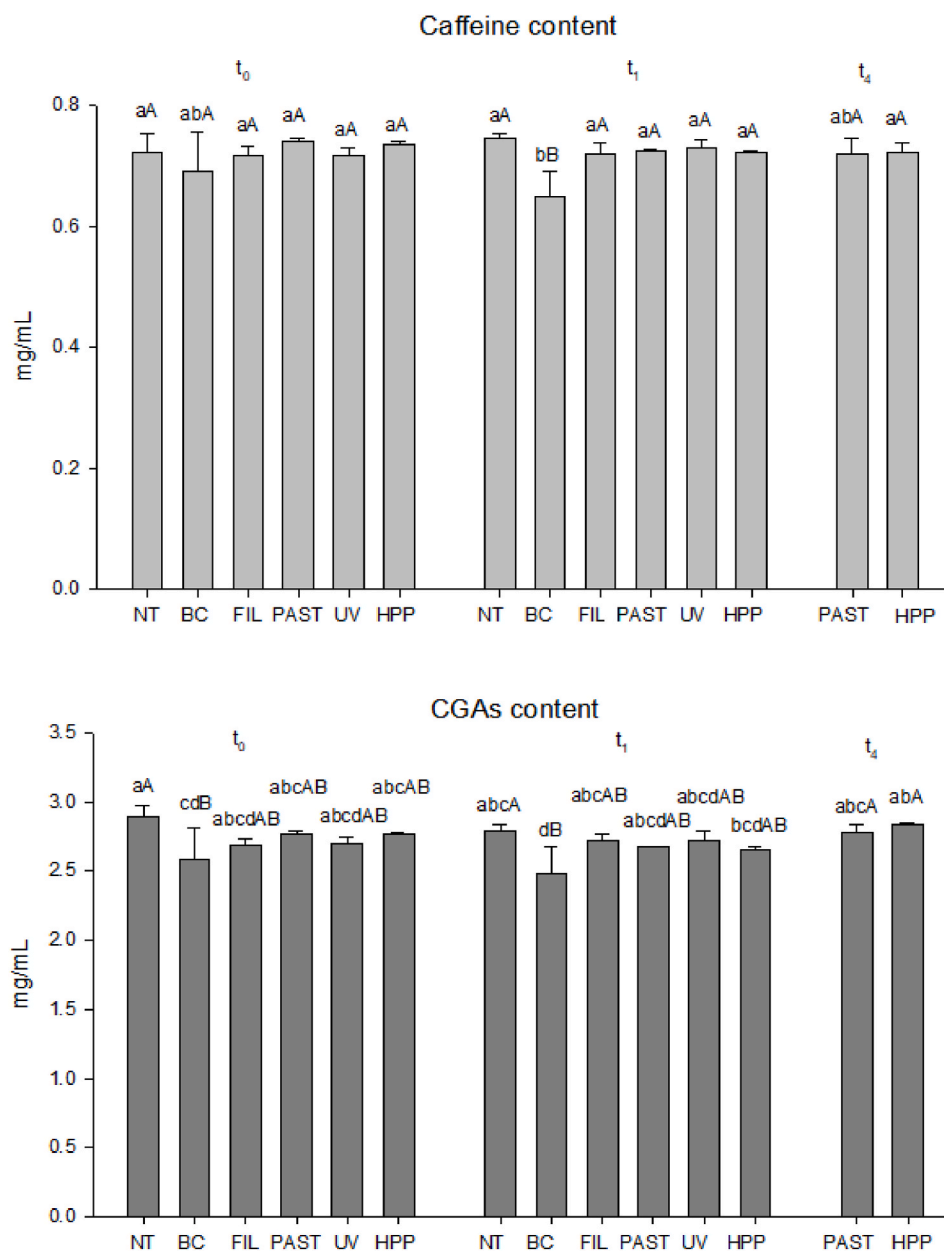 Caffeine content
t0 t1 t4
0.8
aA abA aA aA aA aA aA bB aA aA aA aA abA aA
0.6
mg/mL
0.4
0.2
0.0
NT BC FIL PAST UV HPP NT BC FIL PAST UV HPP PAST HPP
CGAs content
3.5
t0 t1 t4
aA cdB abcdAB abcAB abcdAB abcAB abcA dB abcAB abcdAB abcdAB bcdAB abcA abA
3.0
2.5
2.0
mg/mL
1.5
1.0
0.5
0.0
NT BC FIL PAST UV HPP NT BC FIL PAST UV HPP PAST HPP